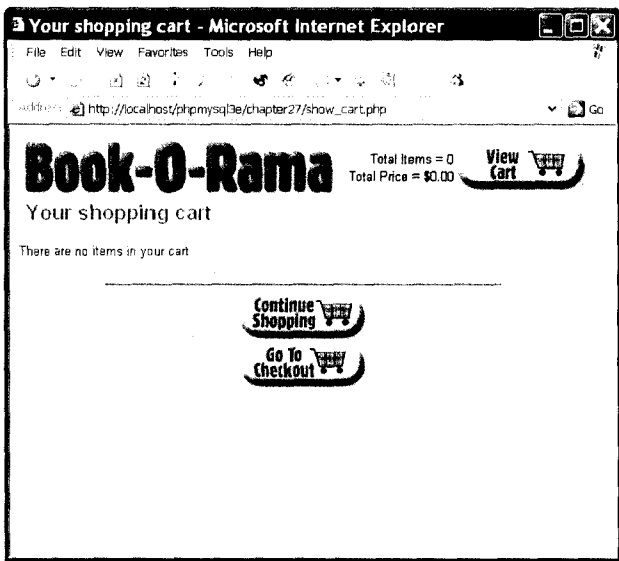 Your shopping cart - Microsoft Internet Explorer
File Edit View Favorites Tools Help
address http://localhost/phpmysql3e/chapter27/show_cart.php Go
Book-O-Rama
Total Items = 0
Total Price = $0.00
View
Cart
Your shopping cart
There are no items in your cart
Continue
Shopping
Go To
Checkout